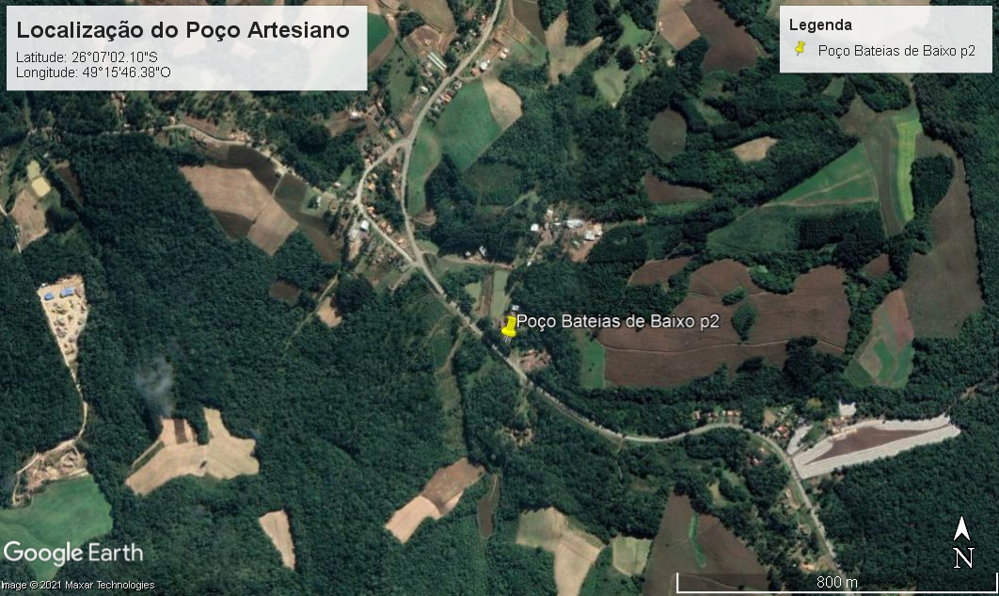 Localização do Poço Artesiano
Latitude: 26°07'02.10"S
Longitude: 49°15'46.38"O
Legenda
Poço Bateias de Baixo p2
Poço Bateias de Baixo p2
Google Earth
Image © 2021 Maxar Technologies
N
800 m